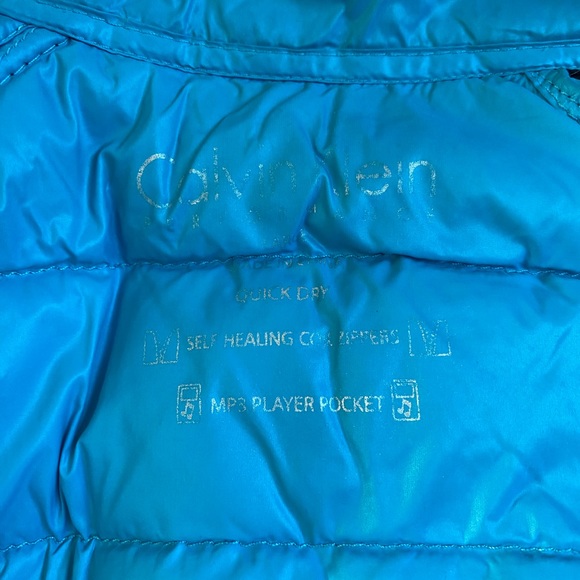 Calvin Klein
QUICK DRY
SELF HEALING COIL ZIPPERS
MP3 PLAYER POCKET